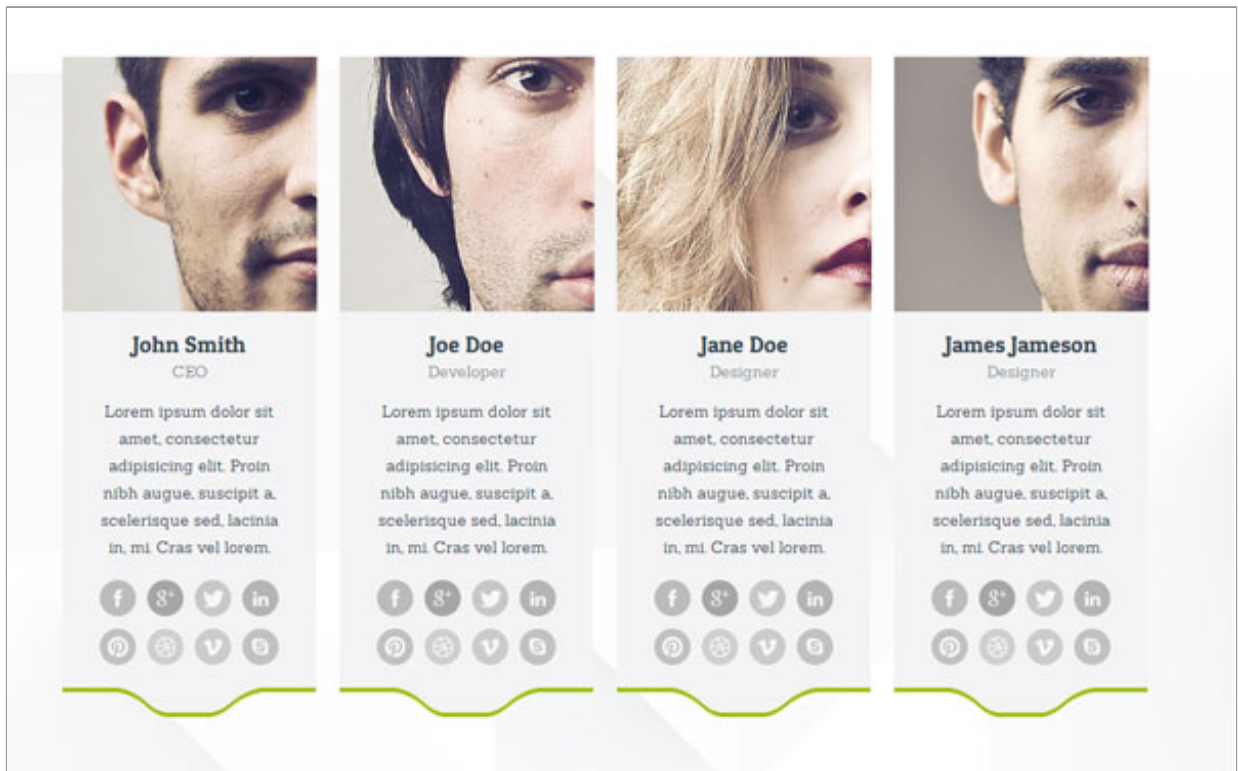 John Smith
CEO
Lorem ipsum dolor sit
amet, consectetur
adipisicing elit. Proin
nibh augue, suscipit a,
scelerisque sed, lacinia
in, mi. Cras vel lorem.
f g+ in
Joe Doe
Developer
Lorem ipsum dolor sit
amet, consectetur
adipisicing elit. Proin
nibh augue, suscipit a,
scelerisque sed, lacinia
in, mi. Cras vel lorem.
f g+ in
Jane Doe
Designer
Lorem ipsum dolor sit
amet, consectetur
adipisicing elit. Proin
nibh augue, suscipit a,
scelerisque sed, lacinia
in, mi. Cras vel lorem.
f g+ in
James Jameson
Designer
Lorem ipsum dolor sit
amet, consectetur
adipisicing elit. Proin
nibh augue, suscipit a,
scelerisque sed, lacinia
in, mi. Cras vel lorem.
f g+ in